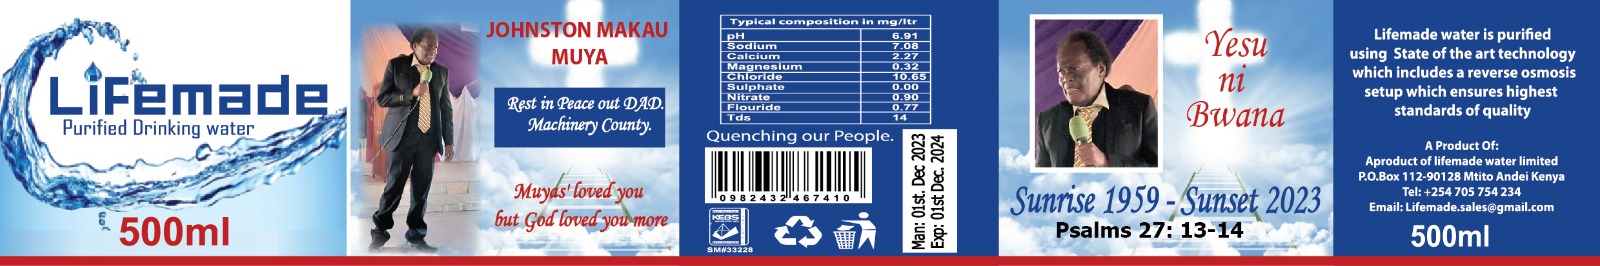 Lifemade
Purified Drinking water
500ml
JOHNSTON MAKAU
MUYA
Rest in Peace out DAD.
Machinery County.
Muyas' loved you
but God loved you more
Typical composition in mg/ltr
pH 6.91
Sodium 7.08
Calcium 2.27
Magnesium 0.32
Chloride 10.65
Sulphate 0.00
Nitrate 0.90
Flouride 0.77
Tds 14
Quenching our People.
0982432 467410
KEBS
SM#33228
Man: 01st. Dec 2023
Exp: 01st Dec. 2024
Yesu
ni
Bwana
Sunrise 1959 - Sunset 2023
Psalms 27: 13-14
Lifemade water is purified
using State of the art technology
which includes a reverse osmosis
setup which ensures highest
standards of quality
A Product Of:
Aproduct of lifemade water limited
P.O.Box 112-90128 Mtito Andei Kenya
Tel: +254 705 754 234
Email: Lifemade.sales@gmail.com
500ml